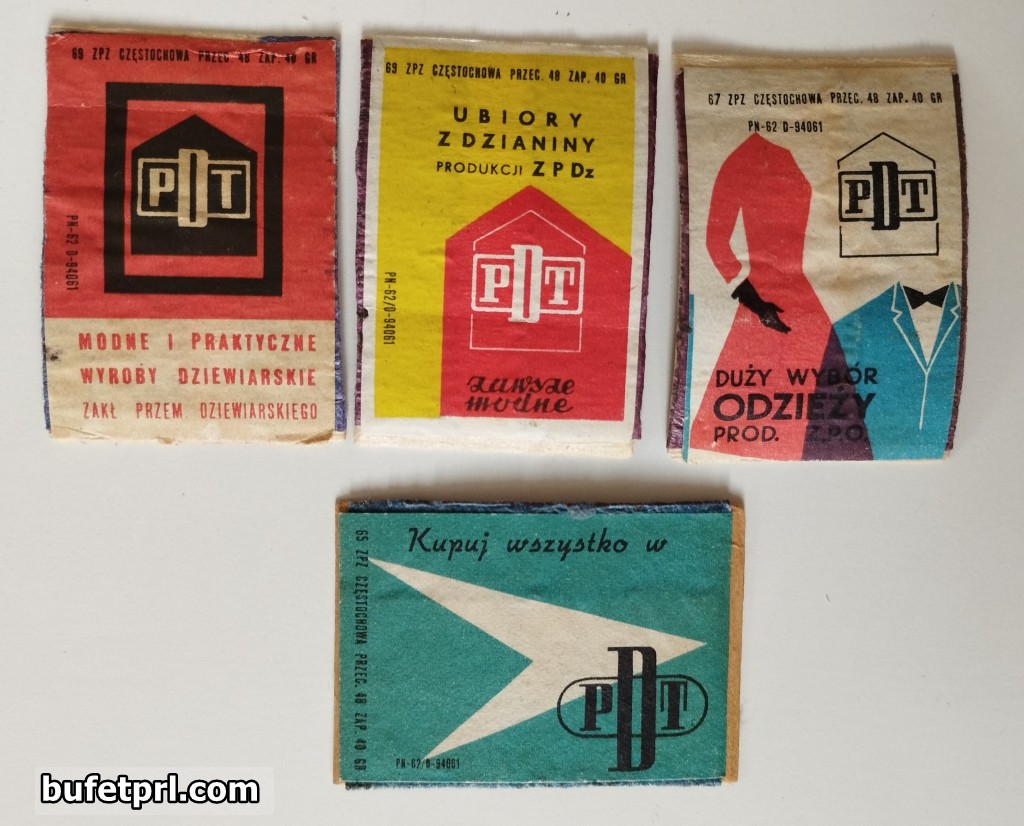 69 ZPZ CZĘSTOCHOWA PRZEC. 48 ZAP. 40 GR
PDT
PN-62 D-94061
MODNE I PRAKTYCZNE
WYROBY DZIEWIARSKIE
ZAKŁ PRZEM DZIEWIARSKIEGO
69 ZPZ CZĘSTOCHOWA PRZEC. 48 ZAP. 40 GR
UBIORY
Z DZIANINY
PRODUKCJI ZPDz
PDT
PN-62/D-94061
zawsze
modne
67 ZPZ CZĘSTOCHOWA PRZEC. 48 ZAP. 40 GR
PN-62 D-94061
PDT
DUŻY WYBÓR
ODZIEŻY
PROD. Z.P.O.
Kupuj wszystko w
65 ZPZ CZĘSTOCHOWA PRZEC. 48 ZAP. 40 GR
PDT
PN-62/D-94061
bufetprl.com